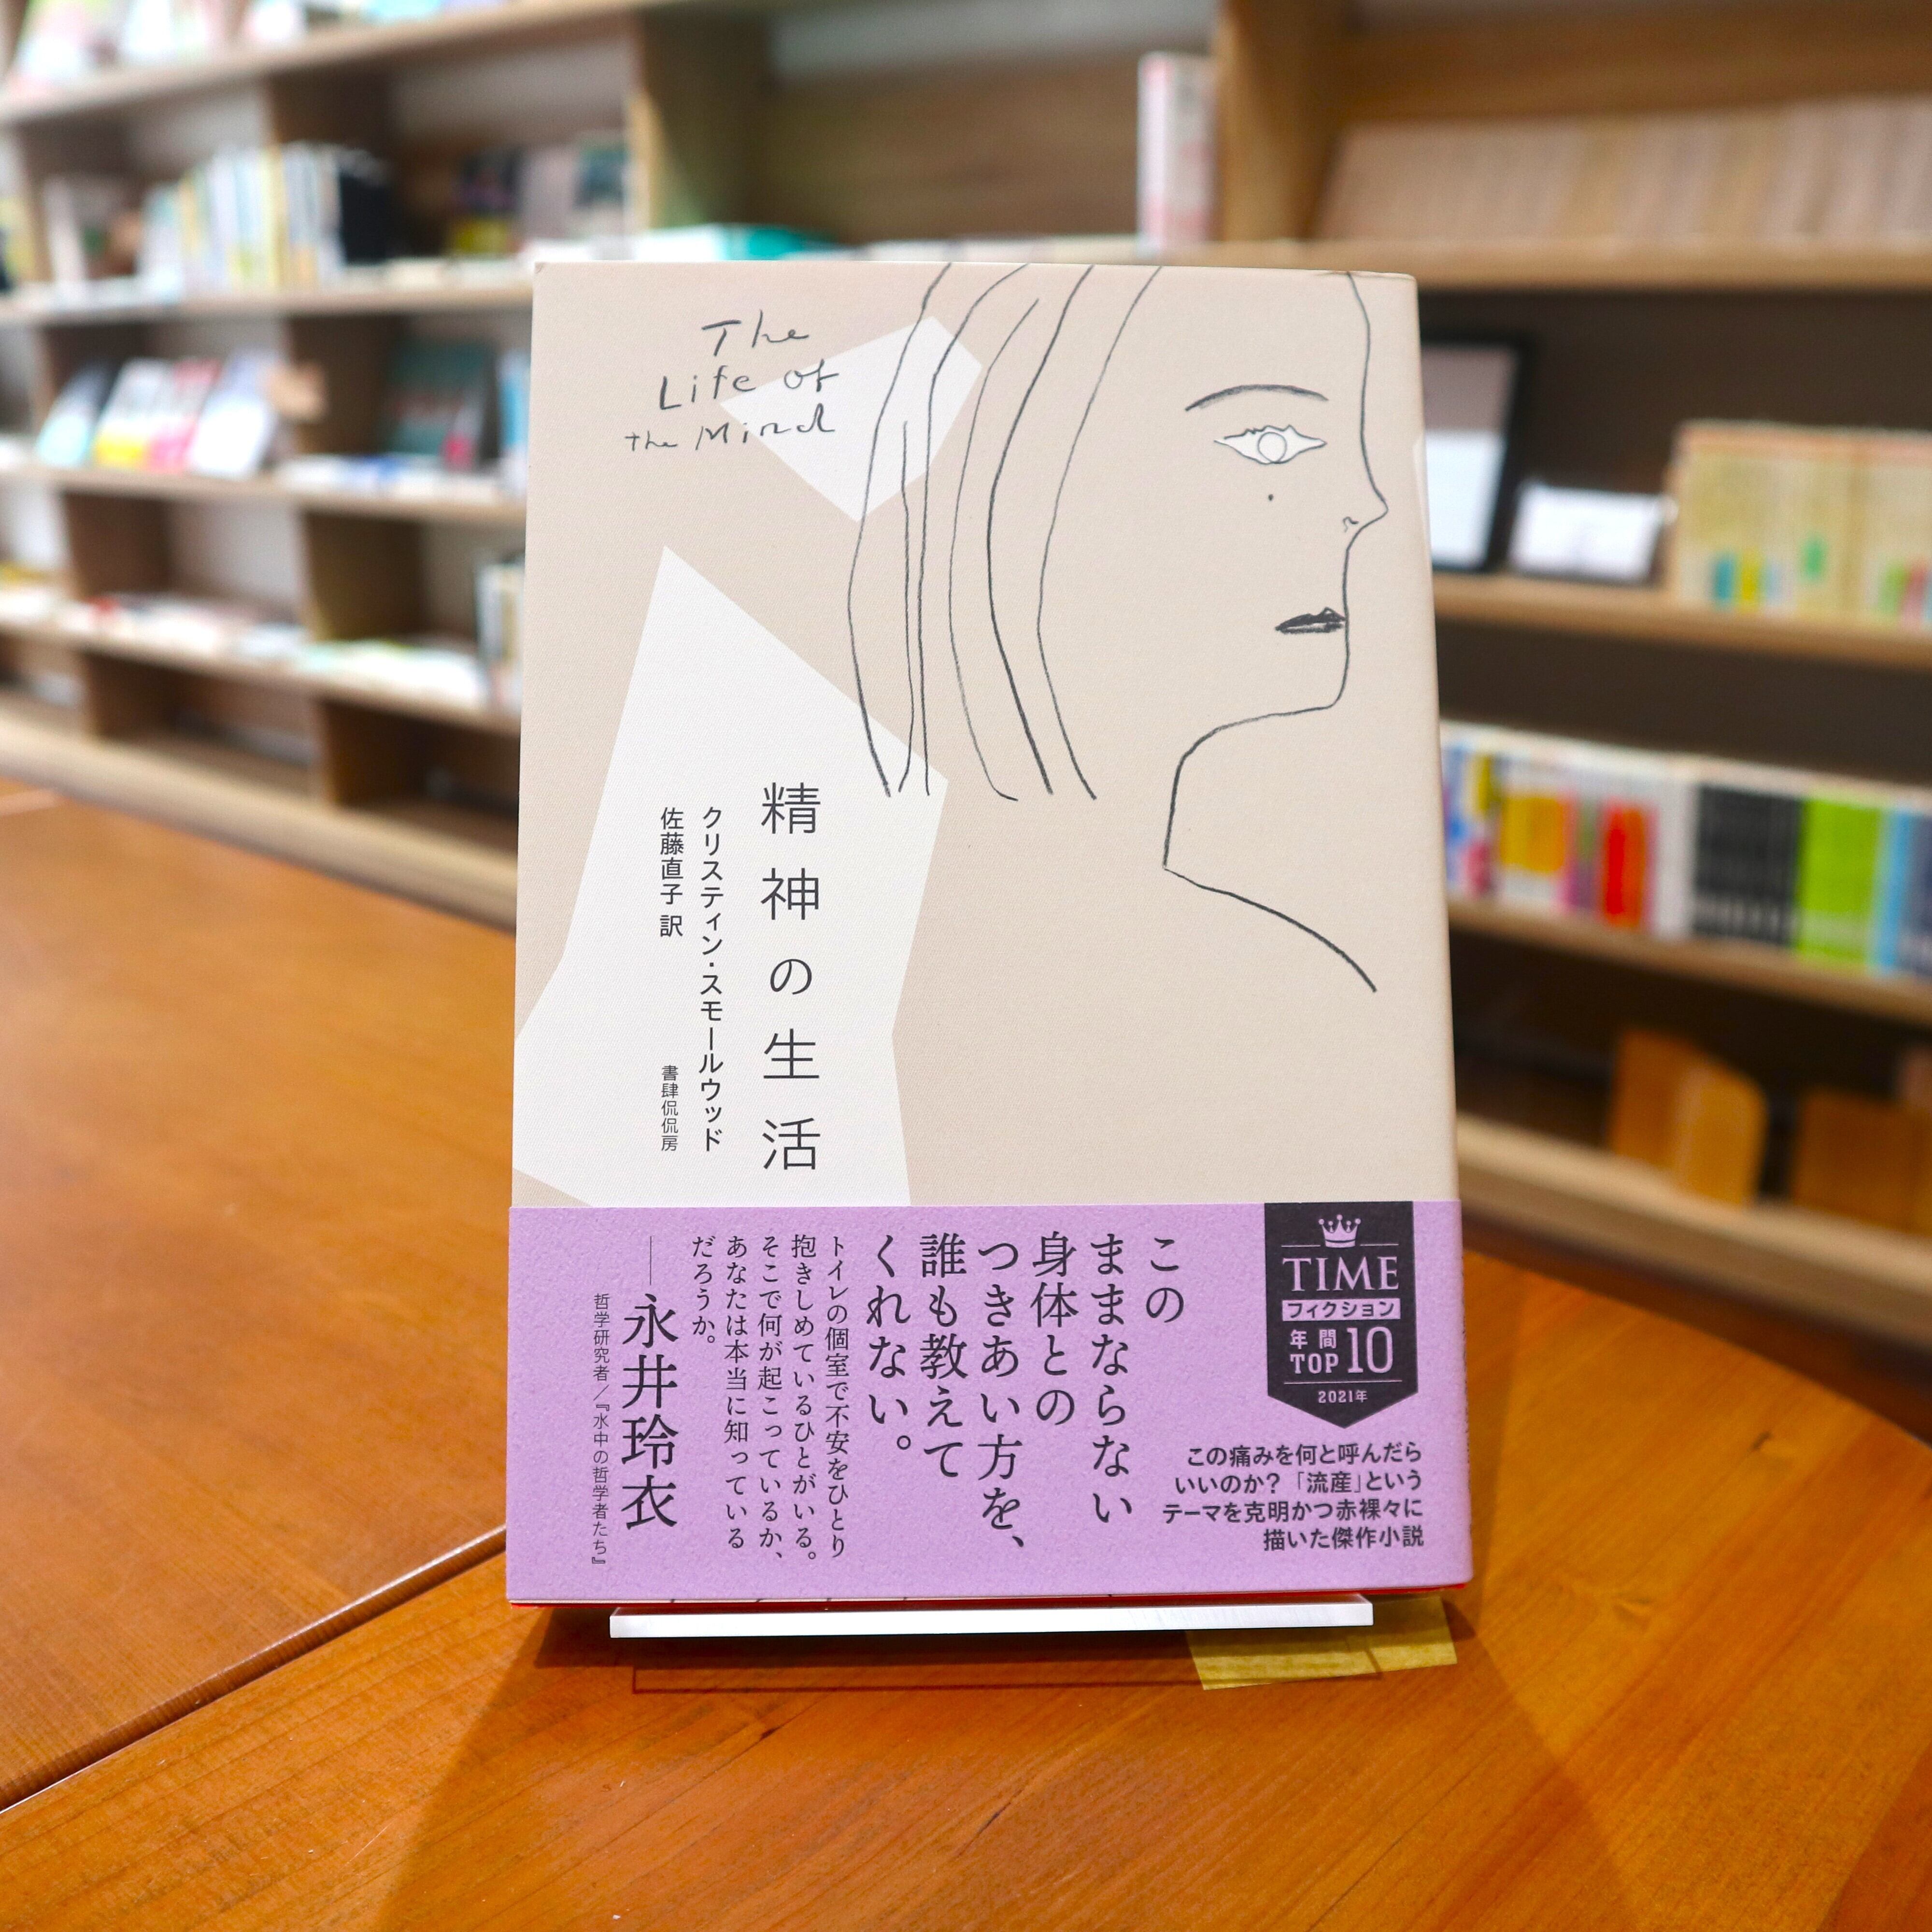 The
Life of
the Mind
精神の生活
クリスティン・スモールウッド
佐藤直子 訳
書肆侃侃房
TIME
フィクション
年間
TOP 10
2021年
この痛みを何と呼んだら
いいのか？「流産」という
テーマを克明かつ赤裸々に
描いた傑作小説
この
ままならない
身体との
つきあい方を、
誰も教えて
くれない。
トイレの個室で不安をひとり
抱きしめているひとがいる。
そこで何が起こっているか、
あなたは本当に知っている
だろうか。
――永井玲衣
哲学研究者／『水中の哲学者たち』